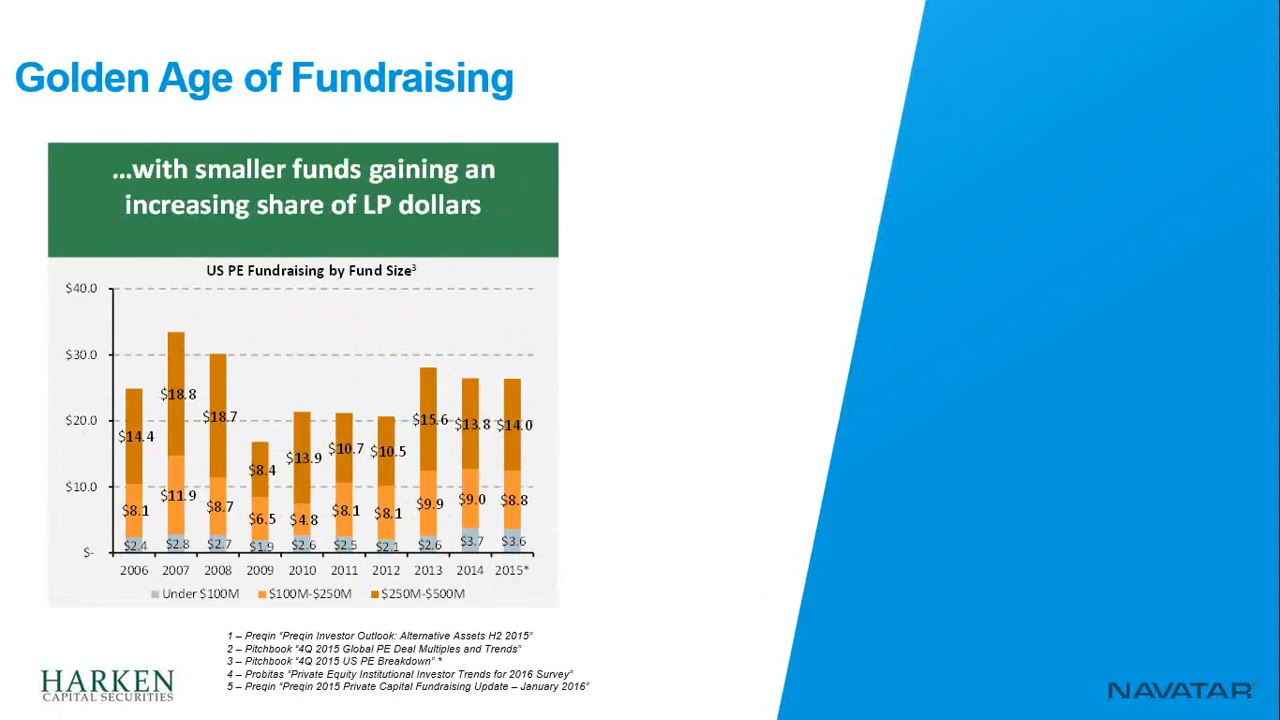 Golden Age of Fundraising
...with smaller funds gaining an
increasing share of LP dollars
US PE Fundraising by Fund Size³
$40.0
$30.0
$20.0
$10.0
$-
$14.4 $18.8 $18.7 $8.4 $13.9 $10.7 $10.5 $15.6 $13.8 $14.0
$8.1 $11.9 $8.7 $6.5 $4.8 $8.1 $8.1 $9.9 $9.0 $8.8
$2.4 $2.8 $2.7 $1.9 $2.6 $2.5 $2.1 $2.6 $3.7 $3.6
2006 2007 2008 2009 2010 2011 2012 2013 2014 2015*
Under $100M $100M-$250M $250M-$500M
1 – Preqin "Preqin Investor Outlook: Alternative Assets H2 2015"
2 – Pitchbook "4Q 2015 Global PE Deal Multiples and Trends"
3 – Pitchbook "4Q 2015 US PE Breakdown" *
4 – Probitas "Private Equity Institutional Investor Trends for 2016 Survey"
5 – Preqin "Preqin 2015 Private Capital Fundraising Update – January 2016"
HARKEN
CAPITAL SECURITIES
NAVATAR